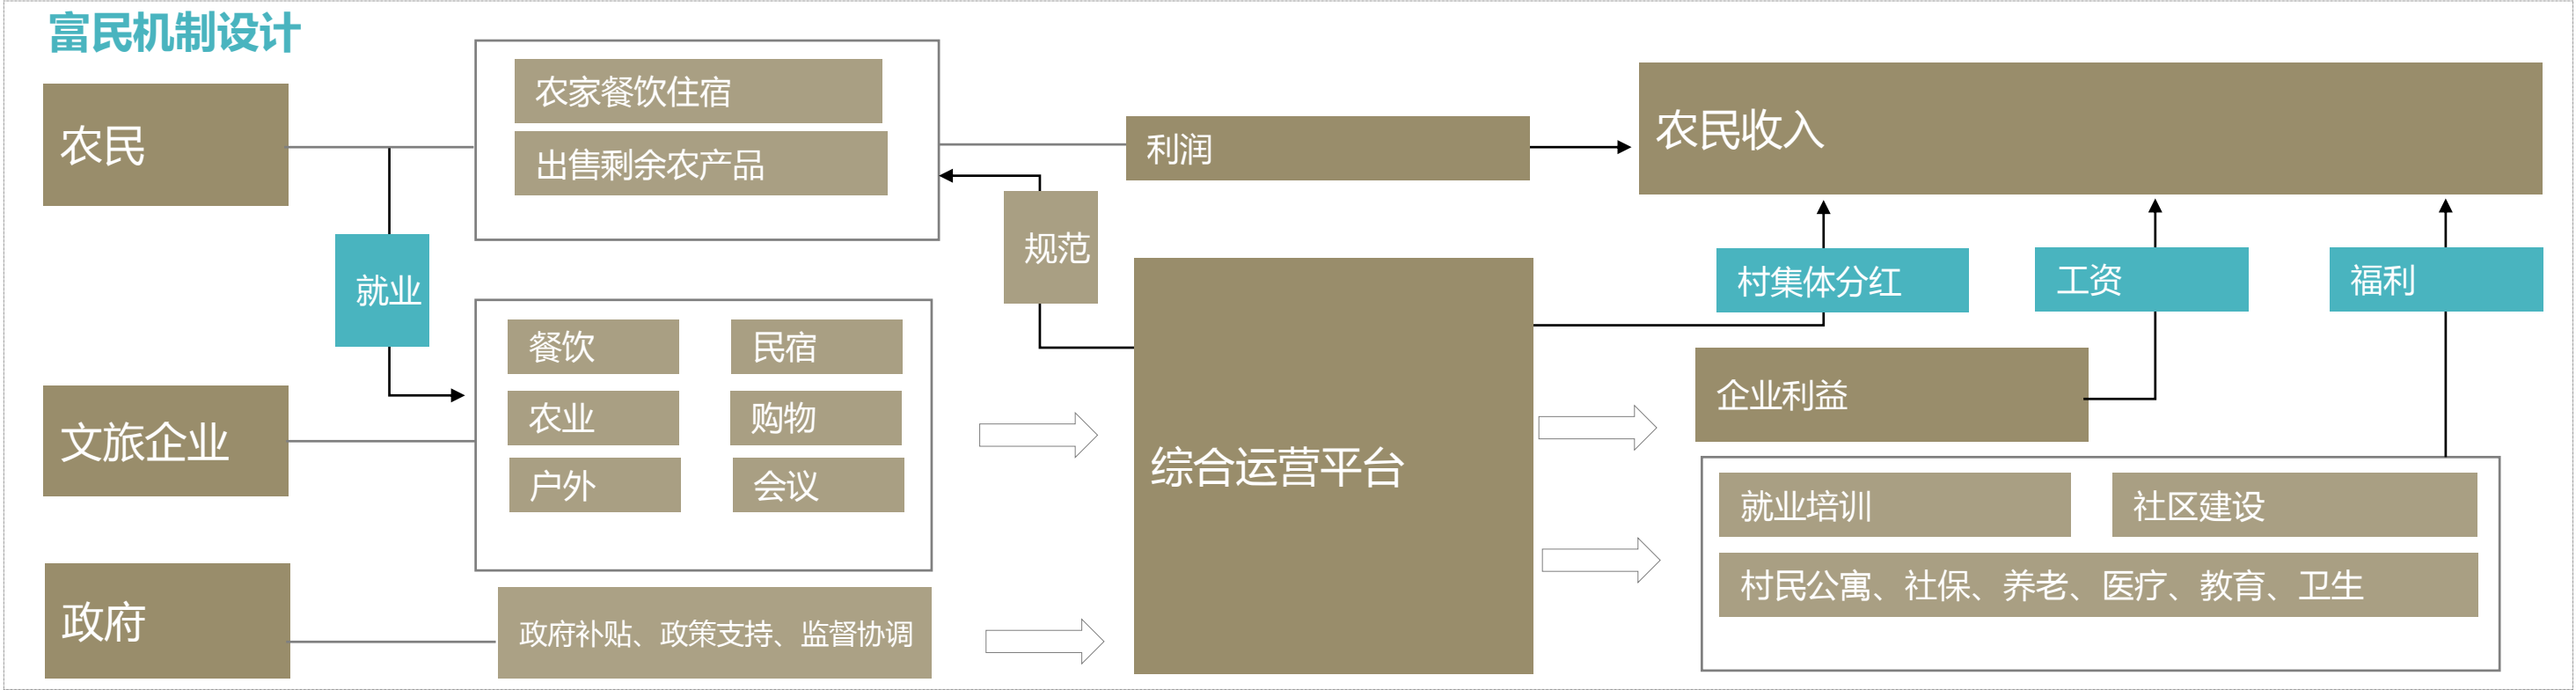 富民机制设计
农民
农家餐饮住宿
出售剩余农产品
利润
农民收入
就业
规范
村集体分红
工资
福利
文旅企业
餐饮
民宿
农业
购物
户外
会议
综合运营平台
企业利益
就业培训
社区建设
村民公寓、社保、养老、医疗、教育、卫生
政府
政府补贴、政策支持、监督协调